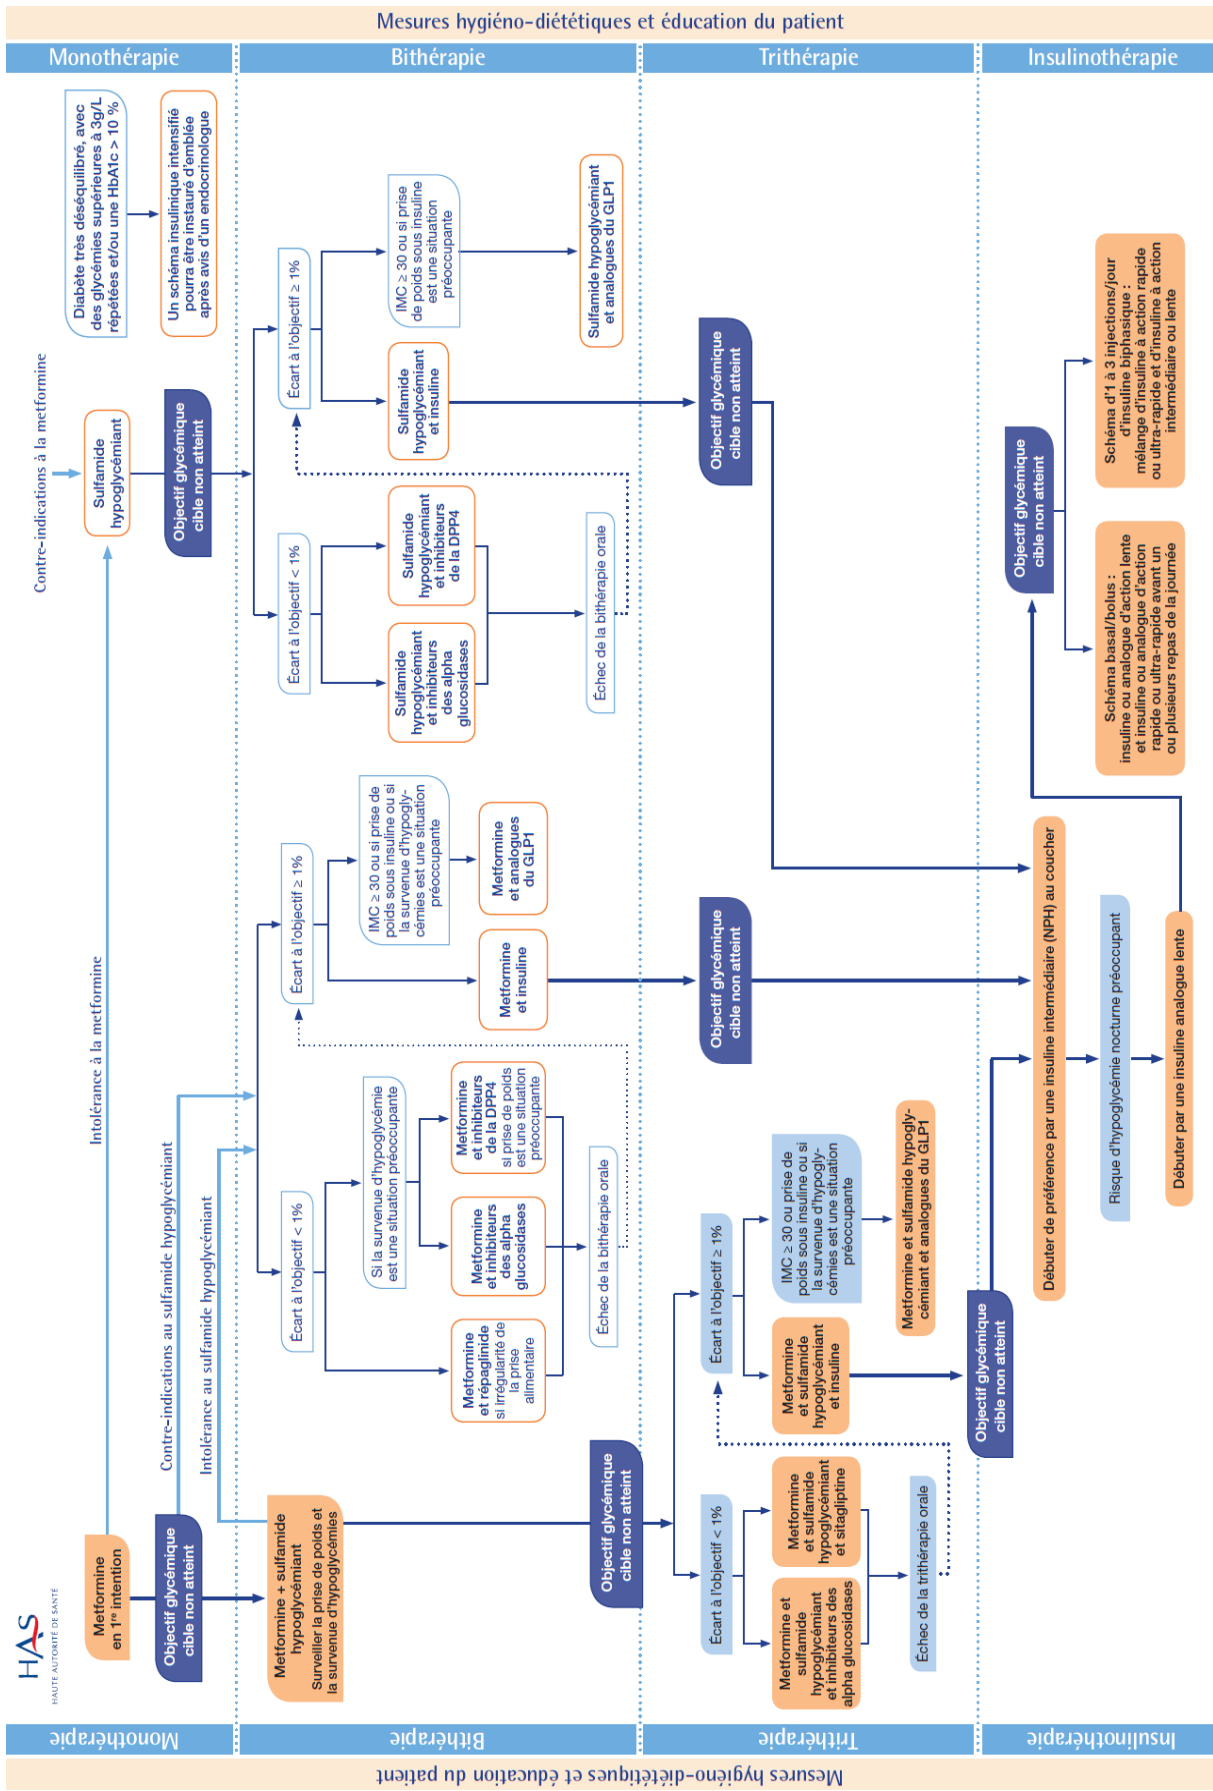 Mesures hygiéno-diététiques et éducation du patient
Monothérapie
Bithérapie
Trithérapie
Insulinothérapie
HAS
HAUTE AUTORITÉ DE SANTÉ
Metformine
en 1re intention
Intolérance à la metformine
Contre-indications à la metformine
Sulfamide
hypoglycémiant
Diabète très déséquilibré, avec
des glycémies supérieures à 3g/L
répétées et/ou une HbA1c > 10 %
Un schéma insulinique intensifié
pourra être instauré d'emblée
après avis d'un endocrinologue
Objectif glycémique
cible non atteint
Contre-indications au sulfamide hypoglycémiant
Intolérance au sulfamide hypoglycémiant
Objectif glycémique
cible non atteint
Metformine + sulfamide
hypoglycémiant
Surveiller la prise de poids et
la survenue d'hypoglycémies
Écart à l'objectif < 1%
Écart à l'objectif ≥ 1%
Écart à l'objectif < 1%
Écart à l'objectif ≥ 1%
Si la survenue d'hypoglycémie
est une situation préoccupante
IMC ≥ 30 ou si prise de
poids sous insuline ou si
la survenue d'hypogly-
cémies est une situation
préoccupante
Sulfamide
hypoglycémiant
et inhibiteurs
des alpha
glucosidases
Sulfamide
hypoglycémiant
et inhibiteurs
de la DPP4
Sulfamide
hypoglycémiant
et insuline
IMC ≥ 30 ou si prise
de poids sous insuline
est une situation
préoccupante
Metformine
et répaglinide
si irrégularité de
la prise
alimentaire
Metformine
et inhibiteurs
des alpha
glucosidases
Metformine
et inhibiteurs
de la DPP4
si prise de poids
est une situation
préoccupante
Metformine
et insuline
Metformine
et analogues
du GLP1
Échec de la bithérapie orale
Échec de la bithérapie orale
Sulfamide hypoglycémiant
et analogues du GLP1
Objectif glycémique
cible non atteint
Objectif glycémique
cible non atteint
Objectif glycémique
cible non atteint
Écart à l'objectif < 1%
Écart à l'objectif ≥ 1%
Metformine et
sulfamide
hypoglycémiant
et inhibiteurs des
alpha glucosidases
Metformine
et sulfamide
hypoglycémiant
et sitagliptine
Metformine
et sulfamide
hypoglycémiant
et insuline
IMC ≥ 30 ou prise de
poids sous insuline ou si
la survenue d'hypogly-
cémies est une situation
préoccupante
Échec de la trithérapie orale
Metformine et sulfamide hypogly-
cémiant et analogues du GLP1
Objectif glycémique
cible non atteint
Débuter de préférence par une insuline intermédiaire (NPH) au coucher
Risque d'hypoglycémie nocturne préoccupant
Débuter par une insuline analogue lente
Objectif glycémique
cible non atteint
Schéma basal/bolus :
insuline ou analogue d'action lente
et insuline ou analogue d'action
rapide ou ultra-rapide avant un
ou plusieurs repas de la journée
Schéma d'1 à 3 injections/jour
d'insuline biphasique :
mélange d'insuline à action rapide
ou ultra-rapide et d'insuline à action
intermédiaire ou lente
Monothérapie
Bithérapie
Trithérapie
Insulinothérapie
Mesures hygiéno-diététiques et éducation du patient